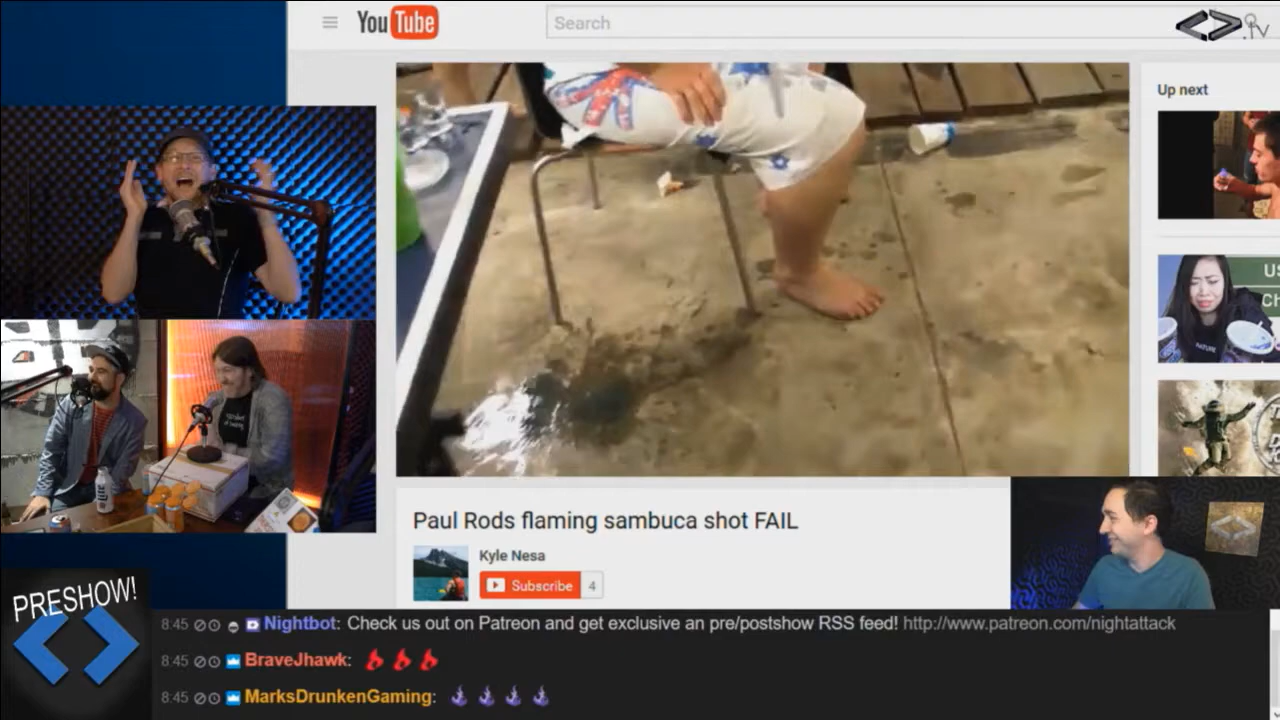 YouTube
Search
.tv
Up next
Paul Rods flaming sambuca shot FAIL
Kyle Nesa
Subscribe 4
PRESHOW!
8:45 Nightbot: Check us out on Patreon and get exclusive an pre/postshow RSS feed! http://www.patreon.com/nightattack
8:45 BraveJhawk:
8:45 MarksDrunkenGaming: